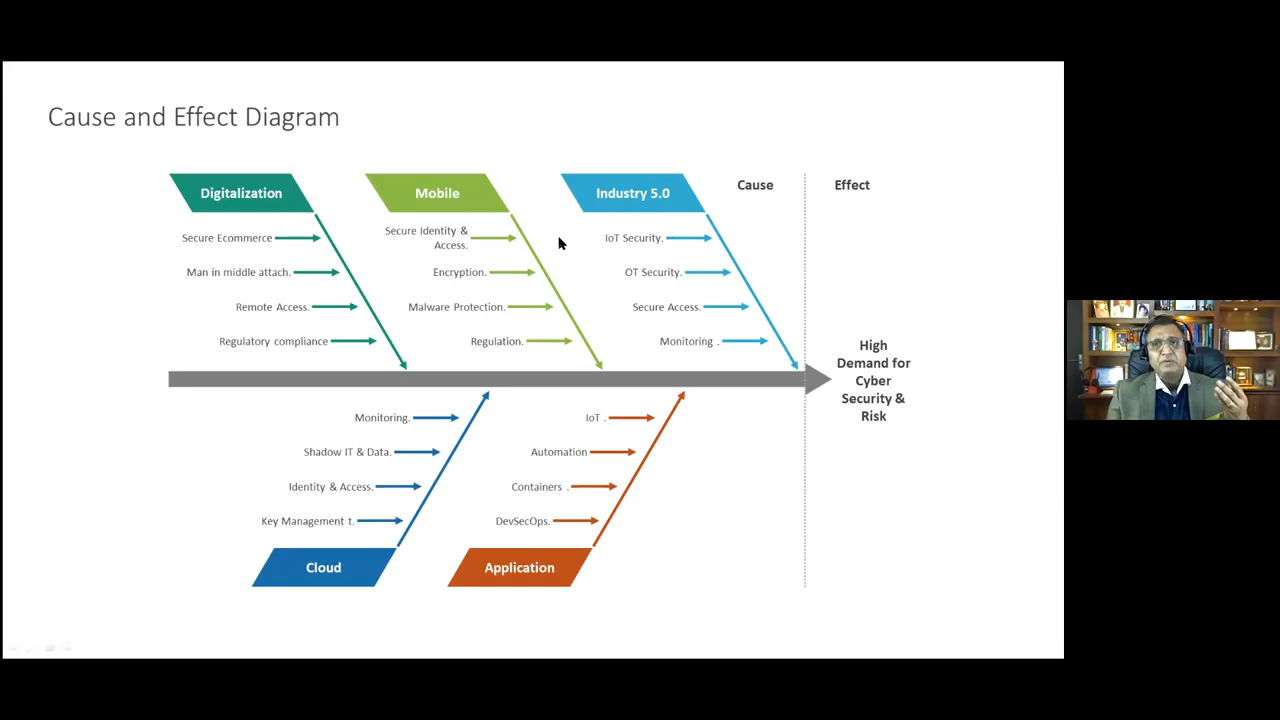 Cause and Effect Diagram
Digitalization
Mobile
Industry 5.0
Cause
Effect
Secure Ecommerce
Secure Identity &
Access.
IoT Security.
Man in middle attach.
Encryption.
OT Security.
Remote Access.
Malware Protection.
Secure Access.
Regulatory compliance
Regulation.
Monitoring .
High
Demand for
Cyber
Security &
Risk
Monitoring.
IoT .
Shadow IT & Data.
Automation
Identity & Access.
Containers .
Key Management t.
DevSecOps.
Cloud
Application